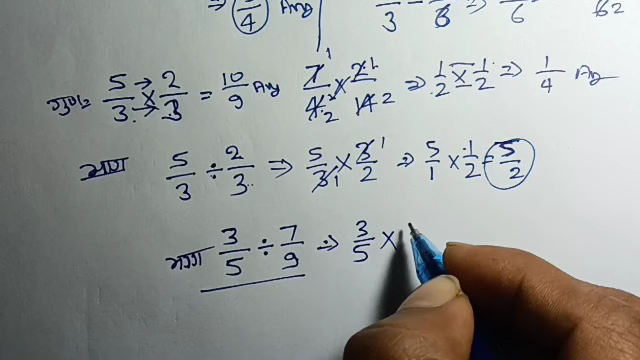 ⇒ 3/4 Ans
गुणा 5/3 × 2/3 = 10/9 Ans 7/4 × 2/14 ⇒ 1/2 × 1/2 ⇒ 1/4 Ans
भाग 5/3 ÷ 2/3 ⇒ 5/3 × 3/2 ⇒ 5/1 × 1/2 = 5/2
भाग 3/5 ÷ 7/9 ⇒ 3/5 ×